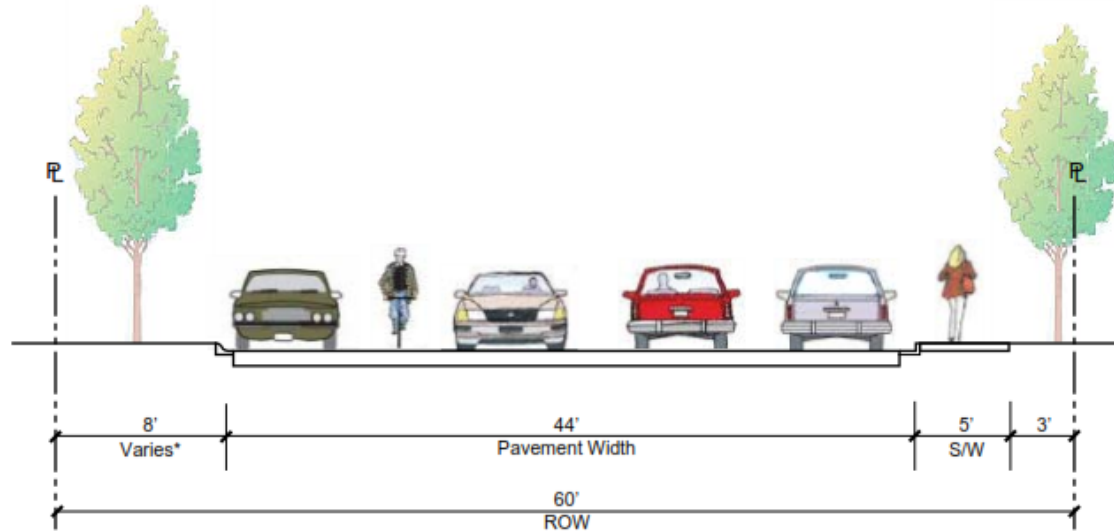 PL
PL
8’
44’
5’
3’
Varies*
Pavement Width
S/W
60’
ROW